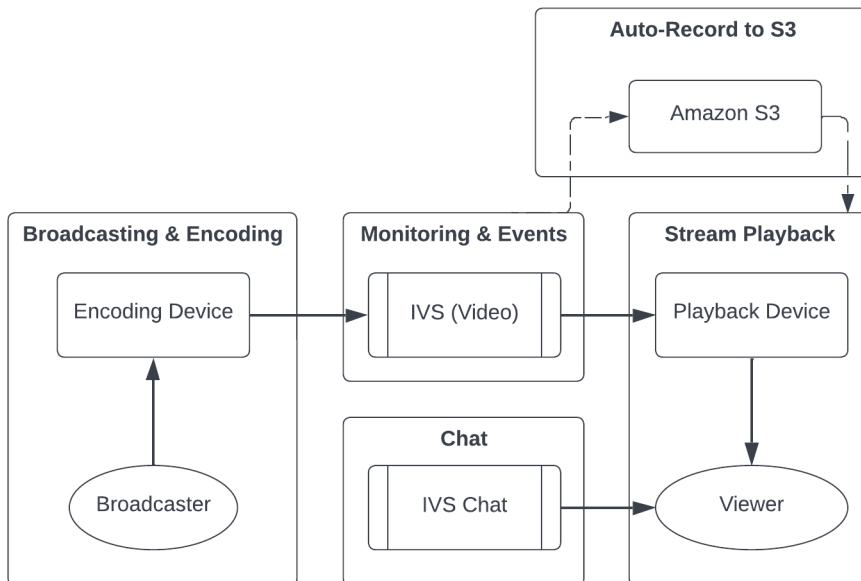 Auto-Record to S3
Amazon S3
Broadcasting & Encoding
Monitoring & Events
Stream Playback
Encoding Device
IVS (Video)
Playback Device
Chat
Broadcaster
IVS Chat
Viewer